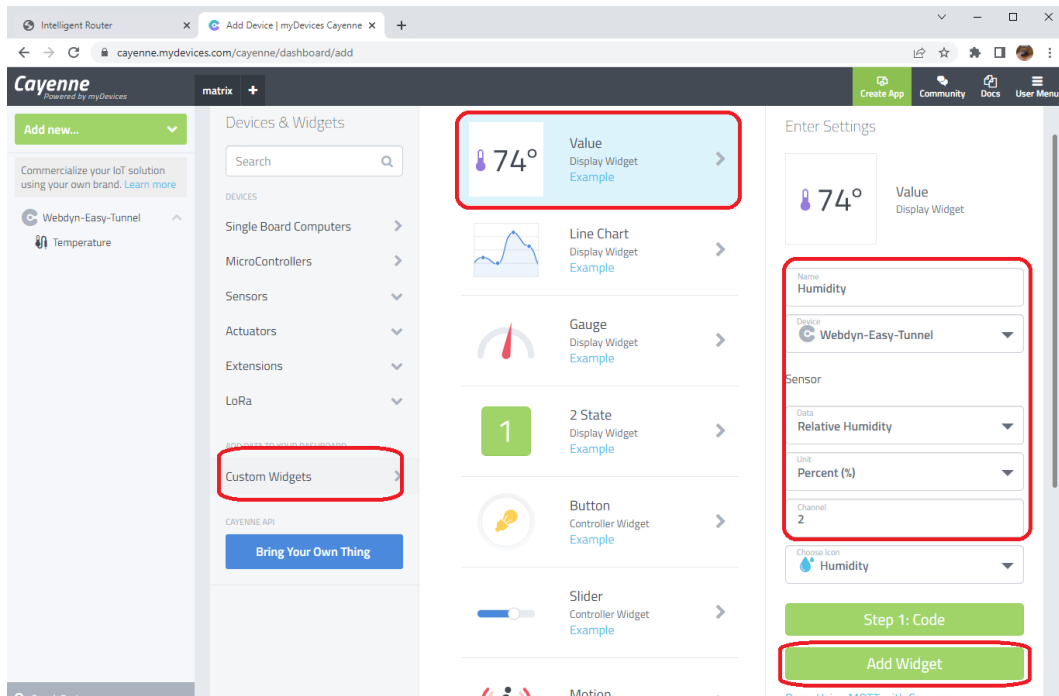 Intelligent Router
Add Device | myDevices Cayenne
cayenne.mydevices.com/cayenne/dashboard/add
Cayenne
Powered by myDevices
matrix
Create App
Community
Docs
User Menu
Add new...
Commercialize your IoT solution
using your own brand. Learn more
Webdyn-Easy-Tunnel
Temperature
Devices & Widgets
Search
DEVICES
Single Board Computers
MicroControllers
Sensors
Actuators
Extensions
LoRa
ADD DATA TO YOUR DASHBOARD
Custom Widgets
CAYENNE API
Bring Your Own Thing
74°
Value
Display Widget
Example
Line Chart
Display Widget
Example
Gauge
Display Widget
Example
1
2 State
Display Widget
Example
Button
Controller Widget
Example
Slider
Controller Widget
Example
Motion
Enter Settings
74°
Value
Display Widget
Name
Humidity
Device
Webdyn-Easy-Tunnel
Sensor
Data
Relative Humidity
Unit
Percent (%)
Channel
2
Choose Icon
Humidity
Step 1: Code
Add Widget